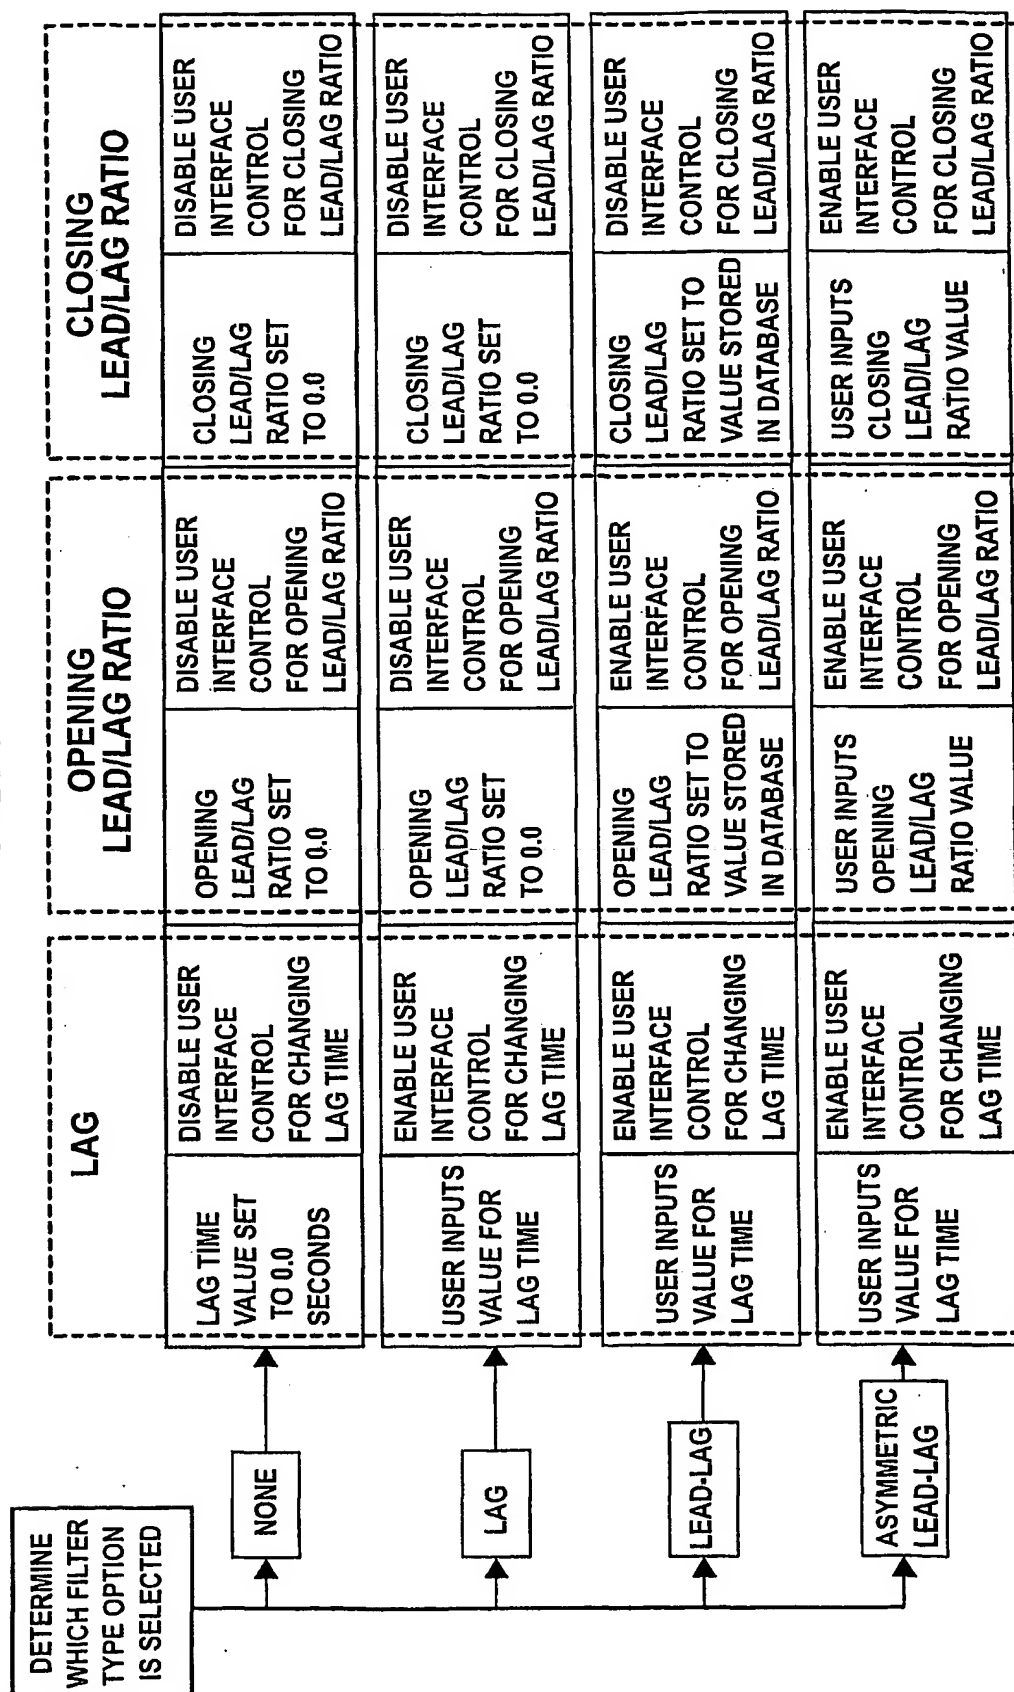 DETERMINE
WHICH FILTER
TYPE OPTION
IS SELECTED
LAG
OPENING
LEAD/LAG RATIO
CLOSING
LEAD/LAG RATIO
NONE
LAG TIME
VALUE SET
TO 0.0
SECONDS
DISABLE USER
INTERFACE
CONTROL
FOR CHANGING
LAG TIME
OPENING
LEAD/LAG
RATIO SET
TO 0.0
DISABLE USER
INTERFACE
CONTROL
FOR OPENING
LEAD/LAG RATIO
CLOSING
LEAD/LAG
RATIO SET
TO 0.0
DISABLE USER
INTERFACE
CONTROL
FOR CLOSING
LEAD/LAG RATIO
LAG
USER INPUTS
VALUE FOR
LAG TIME
ENABLE USER
INTERFACE
CONTROL
FOR CHANGING
LAG TIME
OPENING
LEAD/LAG
RATIO SET
TO 0.0
DISABLE USER
INTERFACE
CONTROL
FOR OPENING
LEAD/LAG RATIO
CLOSING
LEAD/LAG
RATIO SET
TO 0.0
DISABLE USER
INTERFACE
CONTROL
FOR CLOSING
LEAD/LAG RATIO
LEAD-LAG
USER INPUTS
VALUE FOR
LAG TIME
ENABLE USER
INTERFACE
CONTROL
FOR CHANGING
LAG TIME
OPENING
LEAD/LAG
RATIO SET TO
VALUE STORED
IN DATABASE
ENABLE USER
INTERFACE
CONTROL
FOR OPENING
LEAD/LAG RATIO
CLOSING
LEAD/LAG
RATIO SET TO
VALUE STORED
IN DATABASE
DISABLE USER
INTERFACE
CONTROL
FOR CLOSING
LEAD/LAG RATIO
ASYMMETRIC
LEAD-LAG
USER INPUTS
VALUE FOR
LAG TIME
ENABLE USER
INTERFACE
CONTROL
FOR CHANGING
LAG TIME
USER INPUTS
OPENING
LEAD/LAG
RATIO VALUE
ENABLE USER
INTERFACE
CONTROL
FOR OPENING
LEAD/LAG RATIO
USER INPUTS
CLOSING
LEAD/LAG
RATIO VALUE
ENABLE USER
INTERFACE
CONTROL
FOR CLOSING
LEAD/LAG RATIO